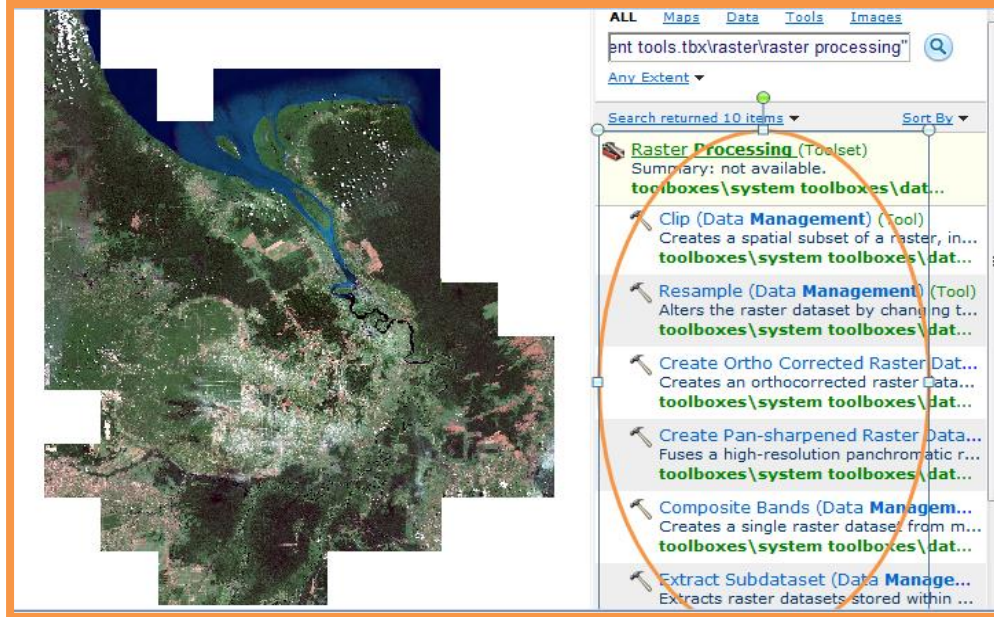 ALL Maps Data Tools Images
ent tools.tbx\raster\raster processing"
Any Extent
Search returned 10 items Sort By
Raster Processing (Toolset)
Summary: not available.
toolboxes\system toolboxes\dat...
Clip (Data Management) (Tool)
Creates a spatial subset of a raster, in...
toolboxes\system toolboxes\dat...
Resample (Data Management) (Tool)
Alters the raster dataset by changing t...
toolboxes\system toolboxes\dat...
Create Ortho Corrected Raster Dat...
Creates an orthocorrected raster data...
toolboxes\system toolboxes\dat...
Create Pan-sharpened Raster Data...
Fuses a high-resolution panchromatic r...
toolboxes\system toolboxes\dat...
Composite Bands (Data Managem...
Creates a single raster dataset from m...
toolboxes\system toolboxes\dat...
Extract Subdataset (Data Manage...
Extracts raster datasets stored within ...